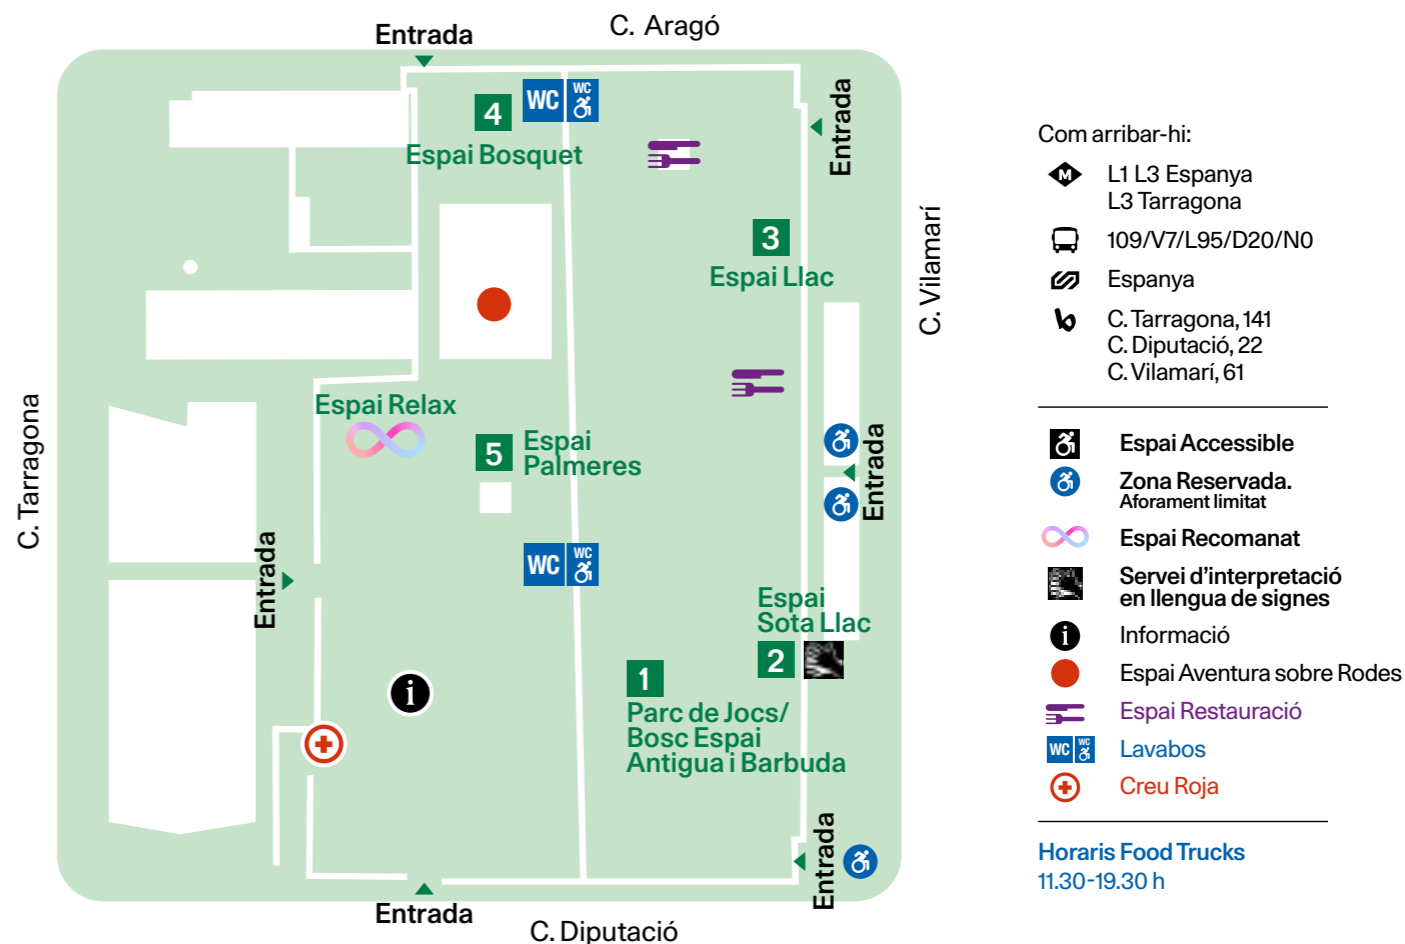 C. Aragó
Entrada
Entrada
4
WC
WC
Espai Bosquet
3
Espai Llac
C. Vilamarí
Espai Relax
5
Espai
Palmeres
Entrada
C. Tarragona
Entrada
WC
WC
Espai
Sota Llac
2
1
i
Parc de Jocs/
Bosc Espai
Antigua i Barbuda
Entrada
Entrada
C. Diputació
Com arribar-hi:
M
L1 L3 Espanya
L3 Tarragona
109/V7/L95/D20/N0
Espanya
C. Tarragona, 141
C. Diputació, 22
C. Vilamarí, 61
Espai Accessible
Zona Reservada.
Aforament limitat
Espai Recomanat
Servei d'interpretació
en llengua de signes
i
Informació
Espai Aventura sobre Rodes
Espai Restauració
WC WC
Lavabos
Creu Roja
Horaris Food Trucks
11.30-19.30 h